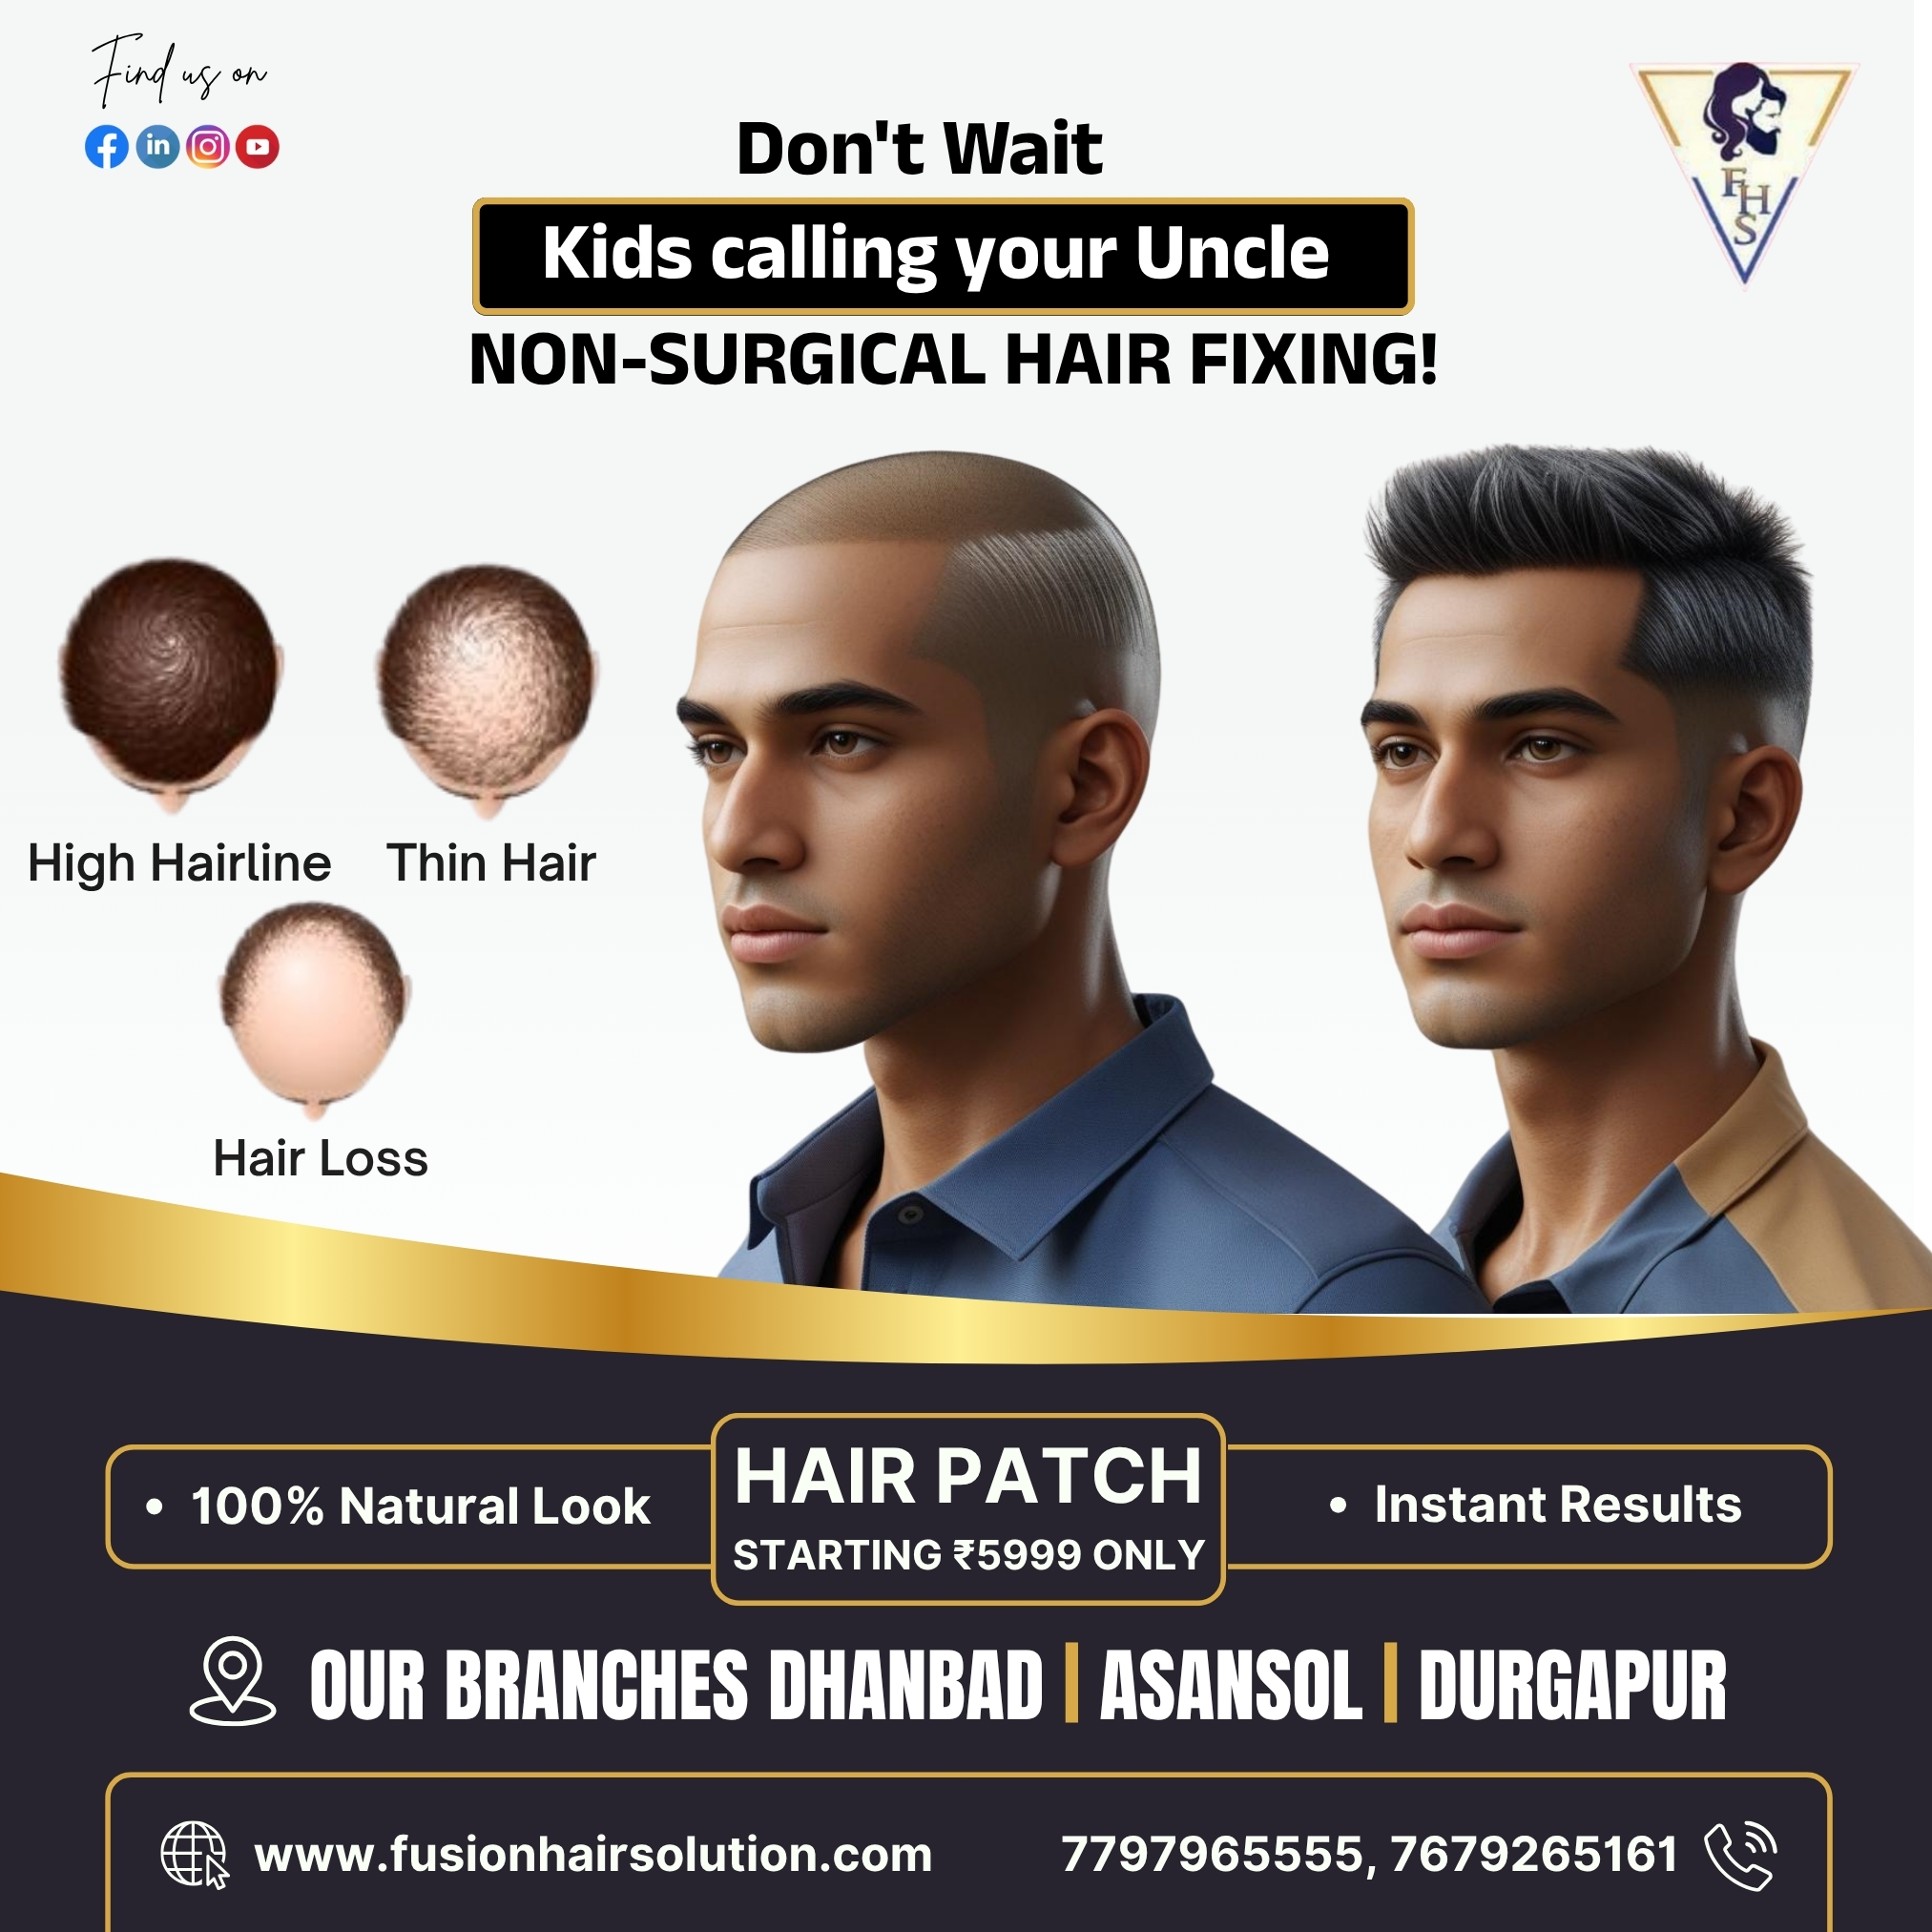 Find us on
Don't Wait
Kids calling your Uncle
NON-SURGICAL HAIR FIXING!
FHS
High Hairline
Thin Hair
Hair Loss
• 100% Natural Look
HAIR PATCH
STARTING ₹5999 ONLY
• Instant Results
OUR BRANCHES DHANBAD | ASANSOL | DURGAPUR
www.fusionhairsolution.com
7797965555, 7679265161